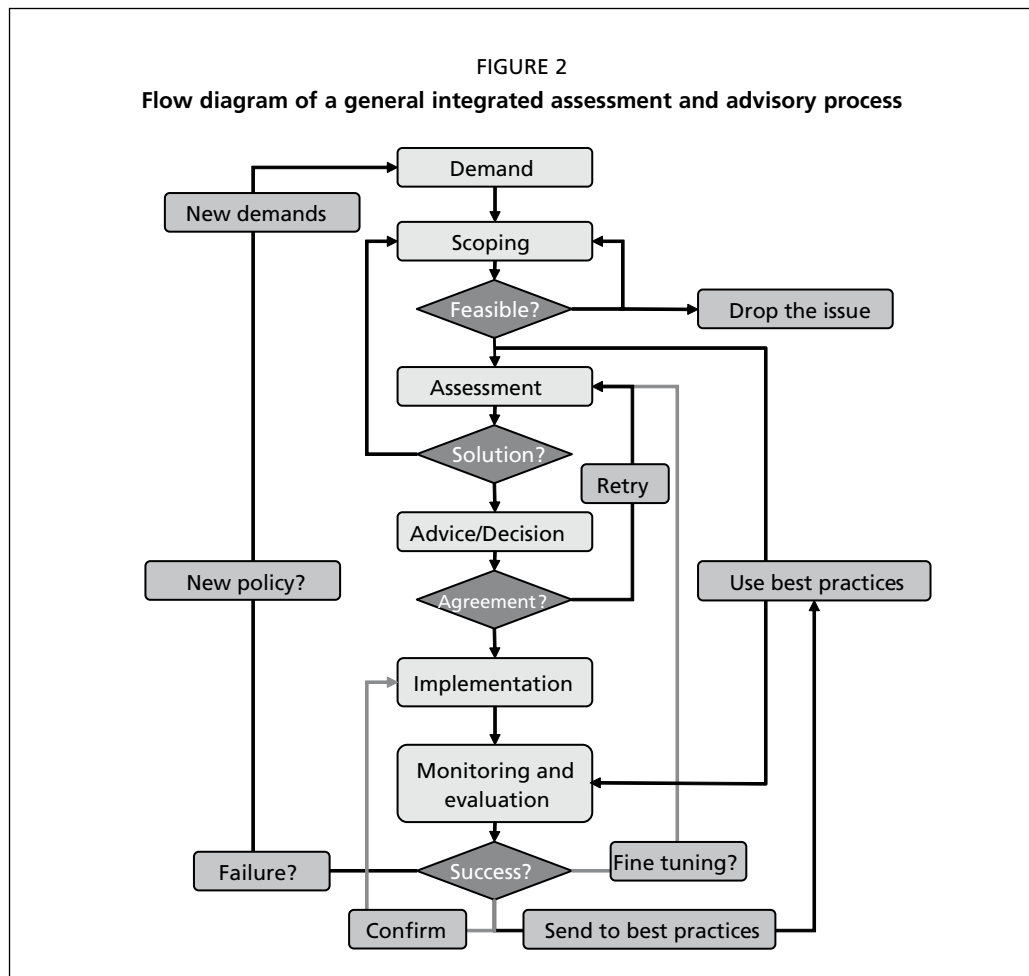 FIGURE 2
Flow diagram of a general integrated assessment and advisory process
Demand
New demands
Scoping
Feasible?
Drop the issue
Assessment
Solution?
Retry
Advice/Decision
New policy?
Agreement?
Use best practices
Implementation
Monitoring and
evaluation
Failure?
Success?
Fine tuning?
Confirm
Send to best practices